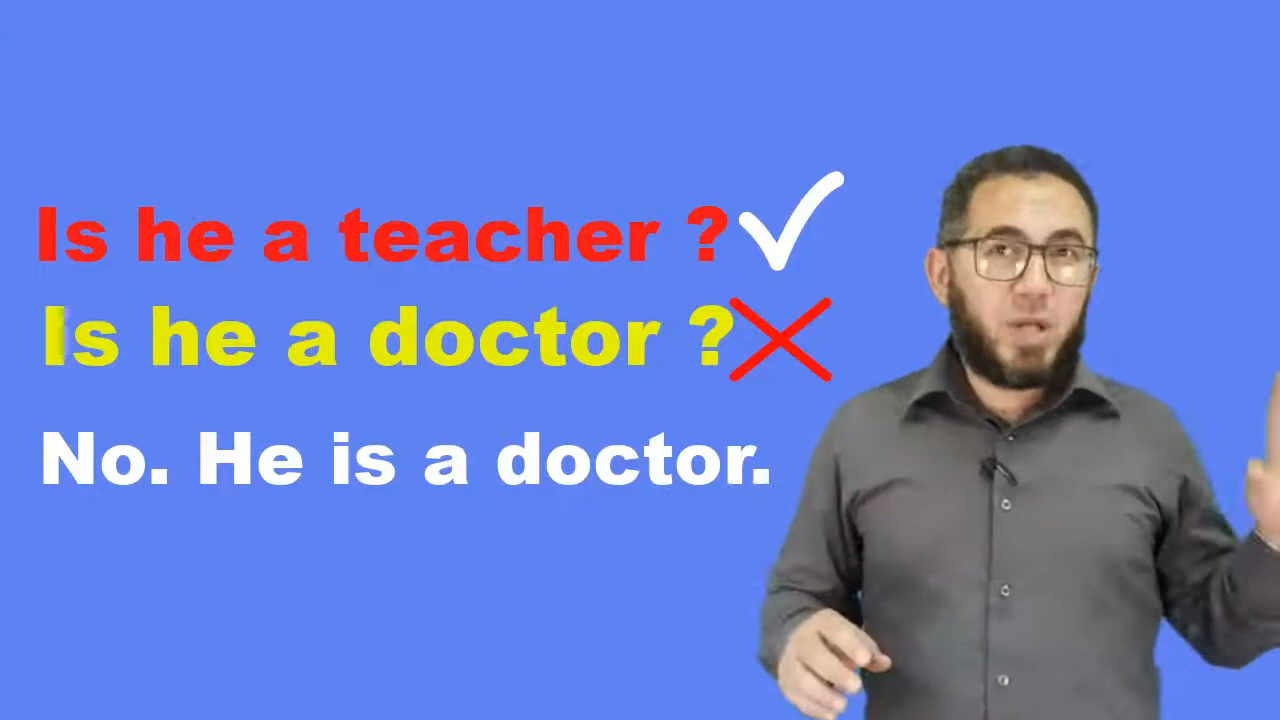 Is he a teacher ?
Is he a doctor ?
No. He is a doctor.